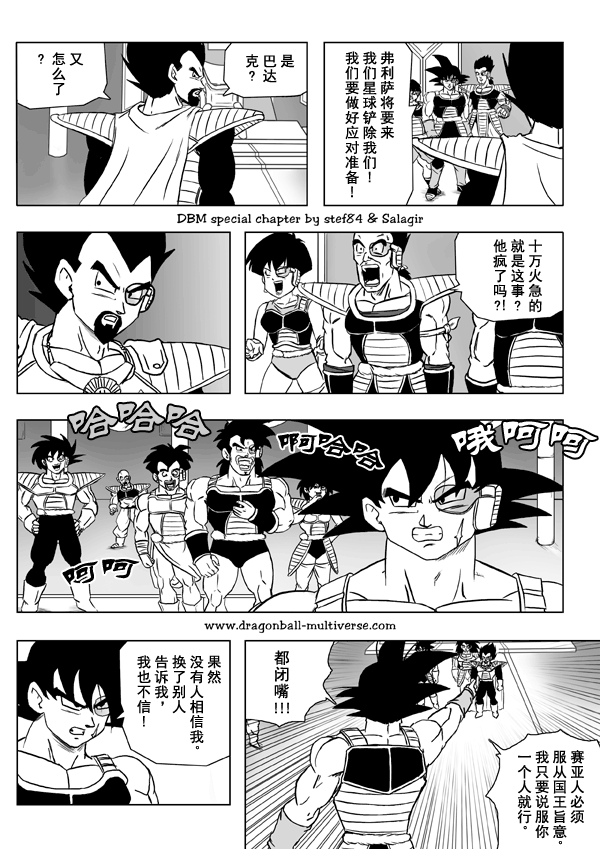 又
怎么了
?
是
巴达
克?
弗利萨将要来
我们星球铲除我们!
我们要做好应对准备!
DBM special chapter by stef84 & Salagir
十万火急的
就是这事?
他疯了吗?!
哈哈哈
啊呵哈哈
哦呵呵
呵呵
www.dragonball-multiverse.com
果然
没有人相信我。
换了别人
告诉我,
我也不信!
都闭
嘴!!!
赛亚人必须
服从国王旨意。
我只要说服你
一个人就行。